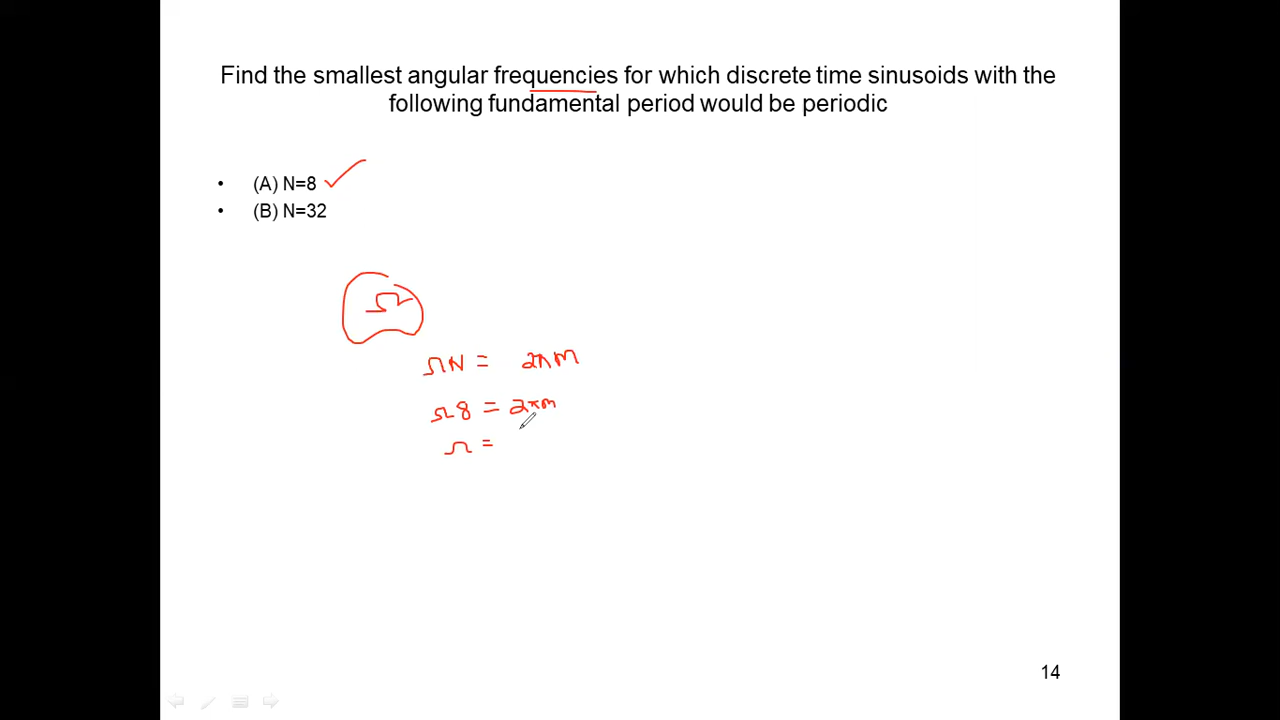 Find the smallest angular frequencies for which discrete time sinusoids with the
following fundamental period would be periodic
• (A) N=8
• (B) N=32
Ω
ΩN = 2πm
Ω8 = 2πm
Ω =
14